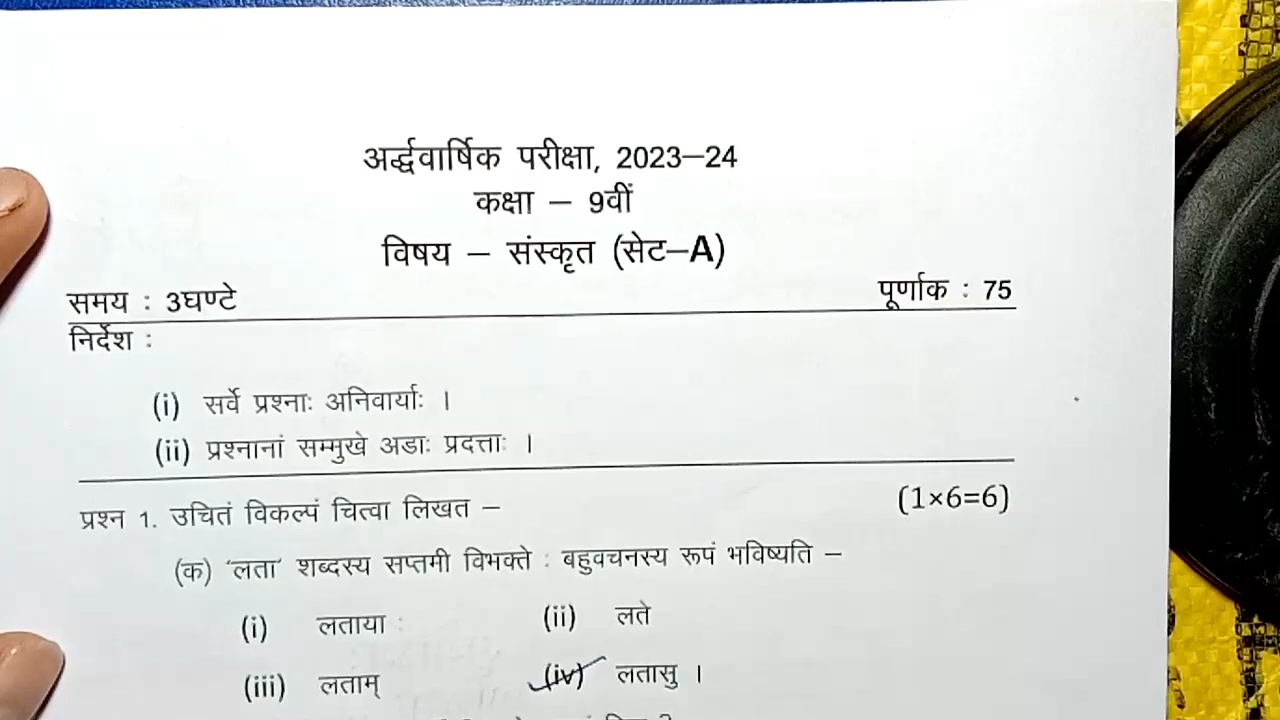 अर्द्धवार्षिक परीक्षा, 2023–24
कक्षा – 9वीं
विषय – संस्कृत (सेट–A)
समय : 3घण्टे पूर्णाक : 75
निर्देश :
(i) सर्वे प्रश्नाः अनिवार्याः ।
(ii) प्रश्नानां सम्मुखे अडाः प्रदत्ताः ।
प्रश्न 1. उचितं विकल्पं चित्वा लिखत – (1×6=6)
(क) 'लता' शब्दस्य सप्तमी विभक्ते : बहुवचनस्य रूपं भविष्यति –
(i) लताया : (ii) लते
(iii) लताम् (iv) लतासु ।